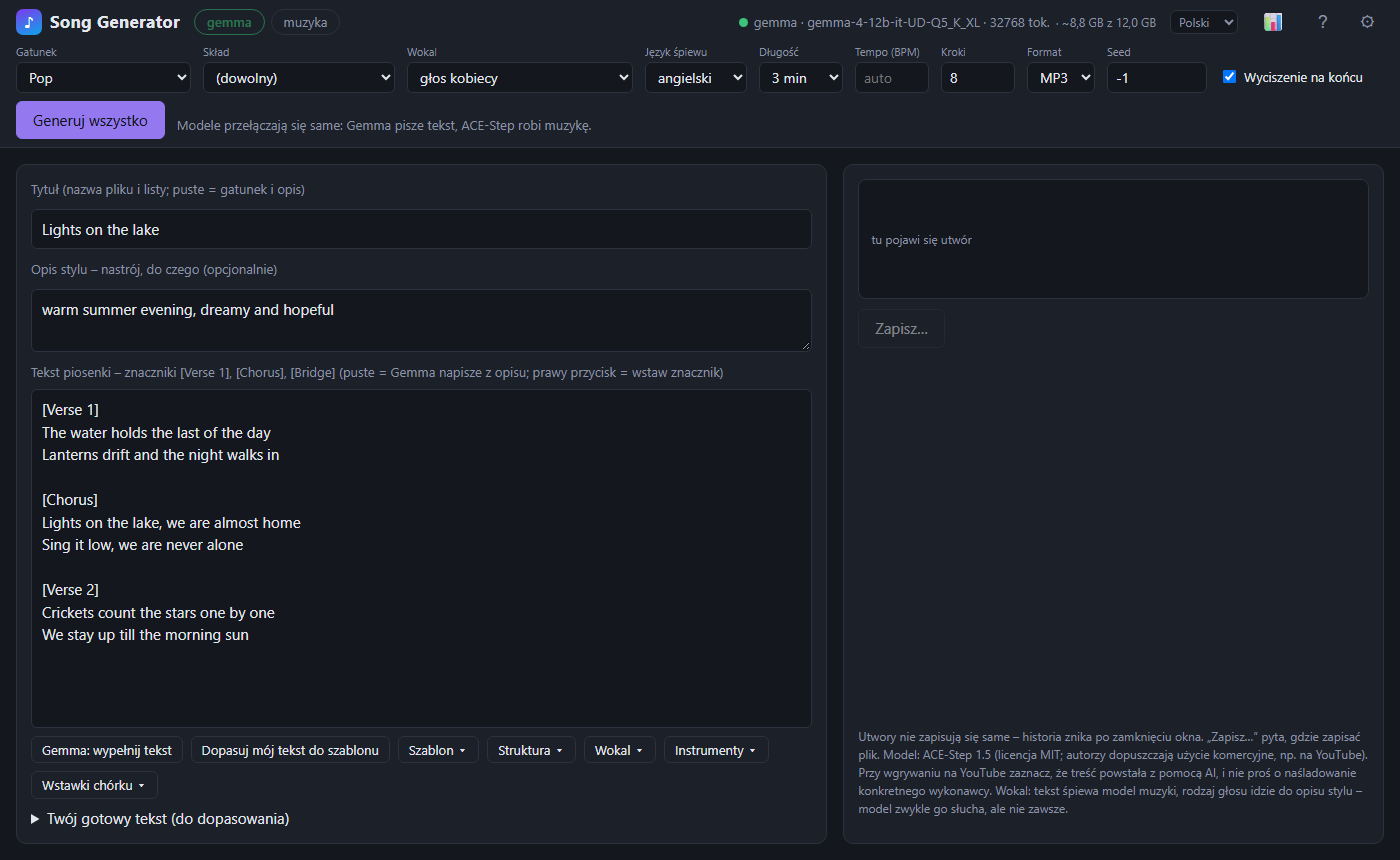 Song Generator gemma muzyka gemma · gemma-4-12b-it-UD-Q5_K_XL · 32768 tok. · ~8,8 GB z 12,0 GB Polski ?
Gatunek Skład Wokal Język śpiewu Długość Tempo (BPM) Kroki Format Seed
Pop (dowolny) głos kobiecy angielski 3 min auto 8 MP3 -1 Wyciszenie na końcu
Generuj wszystko Modele przełączają się same: Gemma pisze tekst, ACE-Step robi muzykę.
Tytuł (nazwa pliku i listy; puste = gatunek i opis)
Lights on the lake
Opis stylu – nastrój, do czego (opcjonalnie)
warm summer evening, dreamy and hopeful
Tekst piosenki – znaczniki [Verse 1], [Chorus], [Bridge] (puste = Gemma napisze z opisu; prawy przycisk = wstaw znacznik)
[Verse 1]
The water holds the last of the day
Lanterns drift and the night walks in
[Chorus]
Lights on the lake, we are almost home
Sing it low, we are never alone
[Verse 2]
Crickets count the stars one by one
We stay up till the morning sun
Gemma: wypełnij tekst Dopasuj mój tekst do szablonu Szablon Struktura Wokal Instrumenty
Wstawki chórku
Twój gotowy tekst (do dopasowania)
tu pojawi się utwór
Zapisz...
Utwory nie zapisują się same – historia znika po zamknięciu okna. „Zapisz...” pyta, gdzie zapisać
plik. Model: ACE-Step 1.5 (licencja MIT; autorzy dopuszczają użycie komercyjne, np. na YouTube).
Przy wgrywaniu na YouTube zaznacz, że treść powstała z pomocą AI, i nie proś o naśladowanie
konkretnego wykonawcy. Wokal: tekst śpiewa model muzyki, rodzaj głosu idzie do opisu stylu –
model zwykle go słucha, ale nie zawsze.